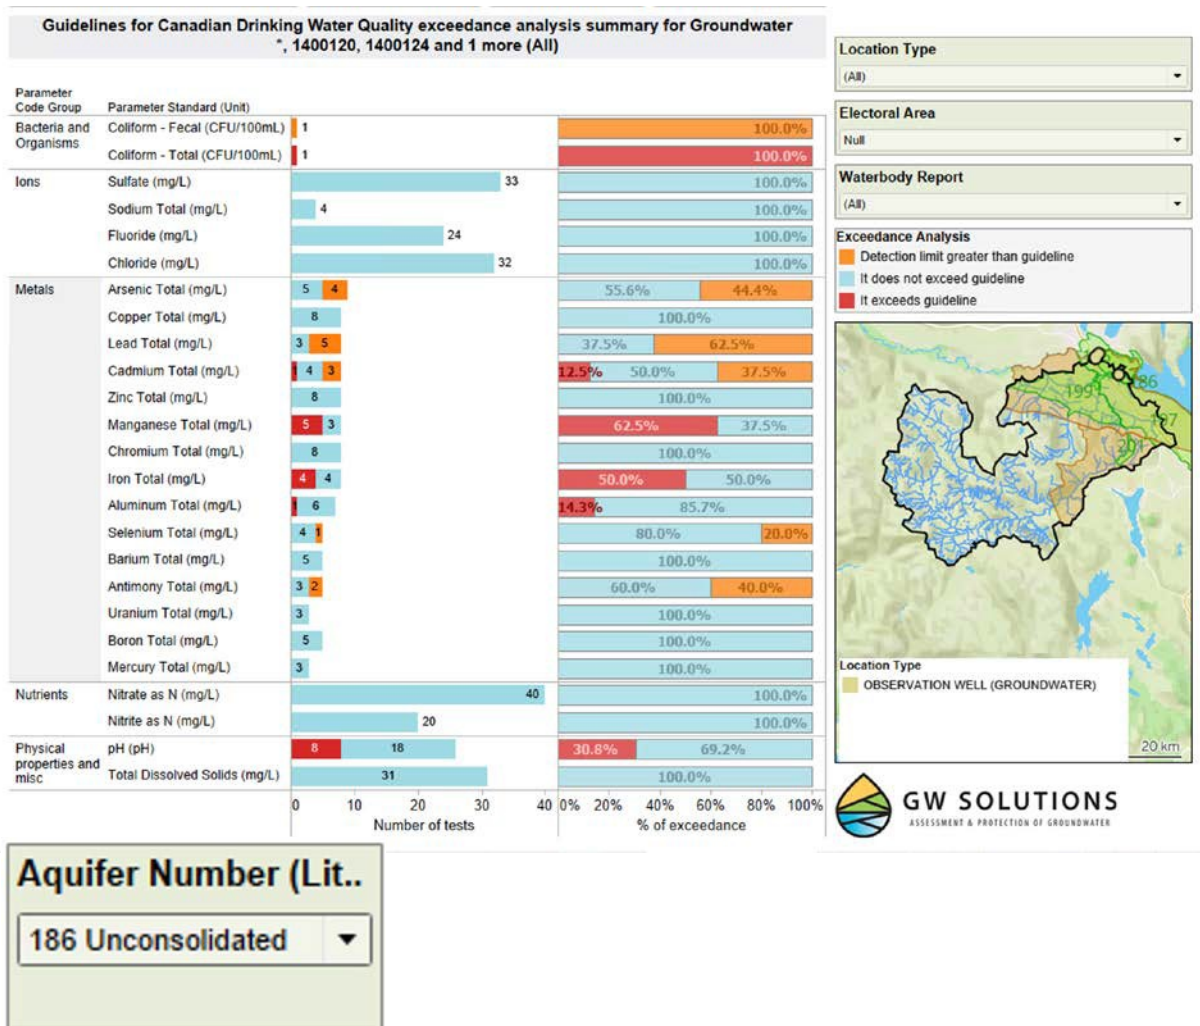 Guidelines for Canadian Drinking Water Quality exceedance analysis summary for Groundwater
*, 1400120, 1400124 and 1 more (All)
Parameter
Code Group
Parameter Standard (Unit)
Bacteria and
Organisms
Coliform - Fecal (CFU/100mL) 1 100.0%
Coliform - Total (CFU/100mL) 1 100.0%
Ions
Sulfate (mg/L) 33 100.0%
Sodium Total (mg/L) 4 100.0%
Fluoride (mg/L) 24 100.0%
Chloride (mg/L) 32 100.0%
Metals
Arsenic Total (mg/L) 5 4 55.6% 44.4%
Copper Total (mg/L) 8 100.0%
Lead Total (mg/L) 3 5 37.5% 62.5%
Cadmium Total (mg/L) 1 4 3 12.5% 50.0% 37.5%
Zinc Total (mg/L) 8 100.0%
Manganese Total (mg/L) 5 3 62.5% 37.5%
Chromium Total (mg/L) 8 100.0%
Iron Total (mg/L) 4 4 50.0% 50.0%
Aluminum Total (mg/L) 1 6 14.3% 85.7%
Selenium Total (mg/L) 4 1 80.0% 20.0%
Barium Total (mg/L) 5 100.0%
Antimony Total (mg/L) 3 2 60.0% 40.0%
Uranium Total (mg/L) 3 100.0%
Boron Total (mg/L) 5 100.0%
Mercury Total (mg/L) 3 100.0%
Nutrients
Nitrate as N (mg/L) 40 100.0%
Nitrite as N (mg/L) 20 100.0%
Physical
properties and
misc
pH (pH) 8 18 30.8% 69.2%
Total Dissolved Solids (mg/L) 31 100.0%
0 10 20 30 40 0% 20% 40% 60% 80% 100%
Number of tests % of exceedance
Location Type
(All)
Electoral Area
Null
Waterbody Report
(All)
Exceedance Analysis
Detection limit greater than guideline
It does not exceed guideline
It exceeds guideline
199
186
Location Type
OBSERVATION WELL (GROUNDWATER)
20 km
GW SOLUTIONS
ASSESSMENT & PROTECTION OF GROUNDWATER
Aquifer Number (Lit..
186 Unconsolidated